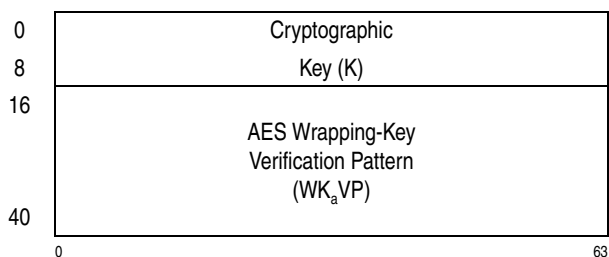 0 Cryptographic
8 Key (K)
16
AES Wrapping-Key
Verification Pattern
(WKaVP)
40
0 63